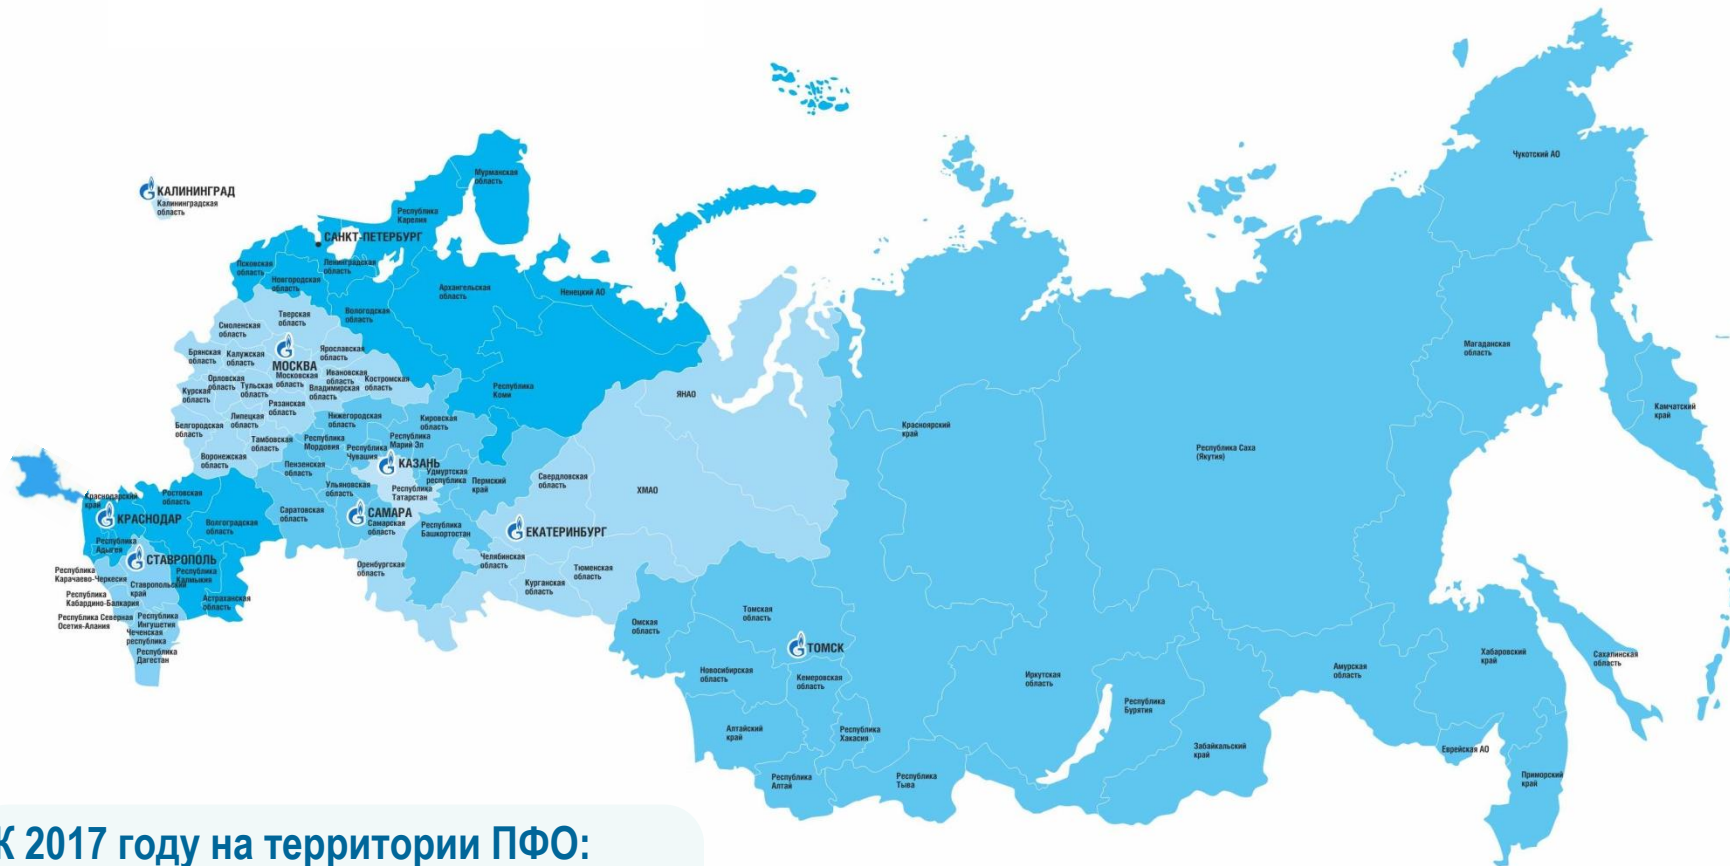 Чукотский АО
Мурманская
область
КАЛИНИНГРАД
Калининградская
область
Республика
Карелия
САНКТ-ПЕТЕРБУРГ
Псковская
область
Ленинградская
область
Новгородская
область
Архангельская
область
Ненецкий АО
Вологодская
область
Тверская
область
Смоленская
область
Магаданская
область
Брянская
область
Калужская
область
МОСКВА
Московская
область
Ярославская
область
Ивановская
область
Костромская
область
Владимирская
область
Орловская
область
Тульская
область
Курская
область
Рязанская
область
Республика
Коми
ЯНАО
Камчатский
край
Липецкая
область
Нижегородская
область
Кировская
область
Красноярский
край
Белгородская
область
Тамбовская
область
Республика
Мордовия
Республика
Чувашия
Республика
Марий Эл
Республика Саха
(Якутия)
Воронежская
область
Пензенская
область
КАЗАНЬ
Удмуртская
республика
Пермский
край
Свердловская
область
ХМАО
Ульяновская
область
Республика
Татарстан
Краснодарский
край
Ростовская
область
КРАСНОДАР
Волгоградская
область
Саратовская
область
САМАРА
Самарская
область
Республика
Башкортостан
ЕКАТЕРИНБУРГ
Республика
Адыгея
СТАВРОПОЛЬ
Республика
Карачаево-Черкесия
Ставропольский
край
Республика
Калмыкия
Оренбургская
область
Челябинская
область
Тюменская
область
Курганская
область
Республика
Кабардино-Балкария
Астраханская
область
Республика Северная
Осетия-Алания
Республика
Ингушетия
Чеченская
республика
Республика
Дагестан
Омская
область
Томская
область
ТОМСК
Новосибирская
область
Кемеровская
область
Иркутская
область
Амурская
область
Хабаровский
край
Сахалинская
область
Республика
Бурятия
Алтайский
край
Республика
Хакасия
Забайкальский
край
Еврейская АО
Республика
Алтай
Республика
Тыва
Приморский
край
К 2017 году на территории ПФО: